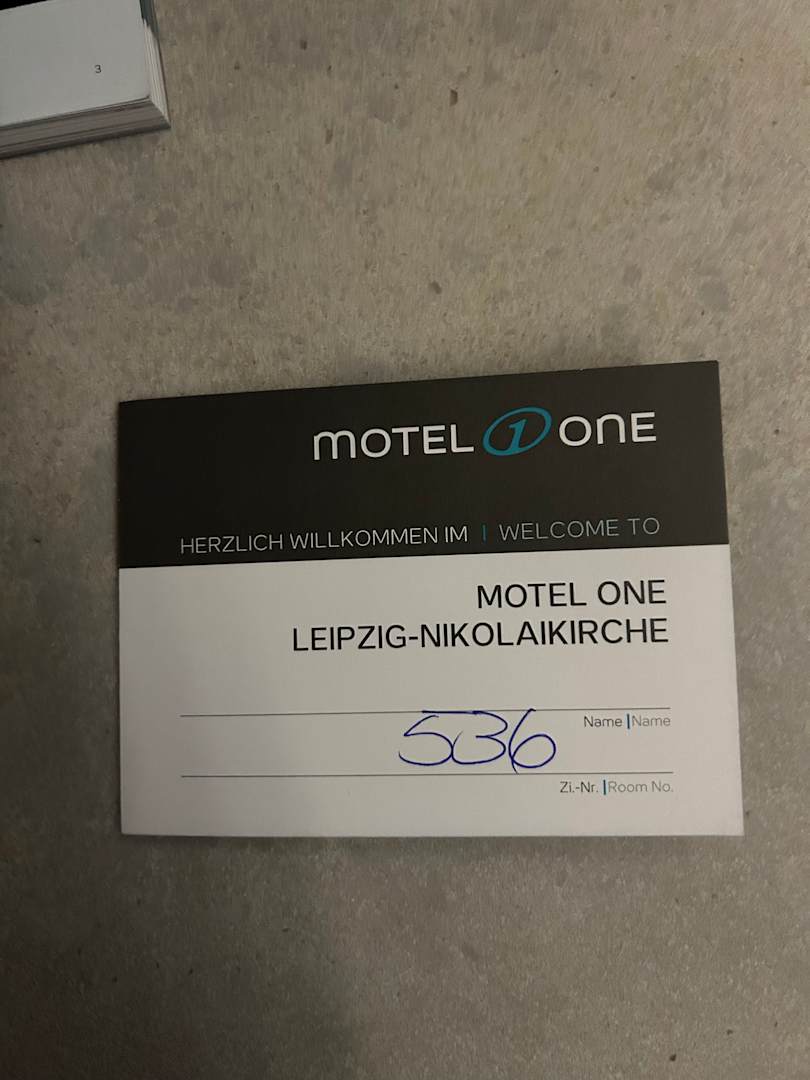 3
MOTEL 1 ONE
HERZLICH WILLKOMMEN IM | WELCOME TO
MOTEL ONE
LEIPZIG-NIKOLAIKIRCHE
Name | Name
536
Zi.-Nr. | Room No.